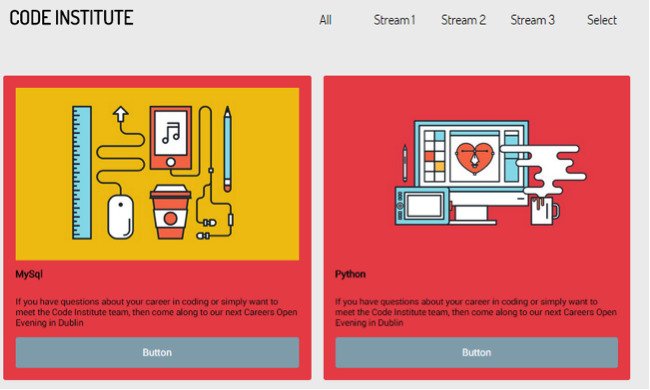 CODE INSTITUTE
All Stream 1 Stream 2 Stream 3 Select
MySql
If you have questions about your career in coding or simply want to
meet the Code Institute team, then come along to our next Careers Open
Evening in Dublin
Button
Python
If you have questions about your career in coding or simply want to
meet the Code Institute team, then come along to our next Careers Open
Evening in Dublin
Button